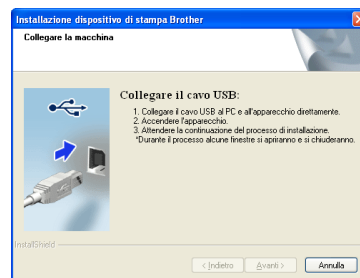 Installazione dispositivo di stampa Brother
Collegare la macchina
Collegare il cavo USB:
1. Collegare il cavo USB al PC e all'apparecchio direttamente.
2. Accendere l'apparecchio.
3. Attendere la continuazione del processo di installazione.
*Durante il processo alcune finestre si apriranno e si chiuderanno.
InstallShield
< Indietro
Avanti >
Annulla